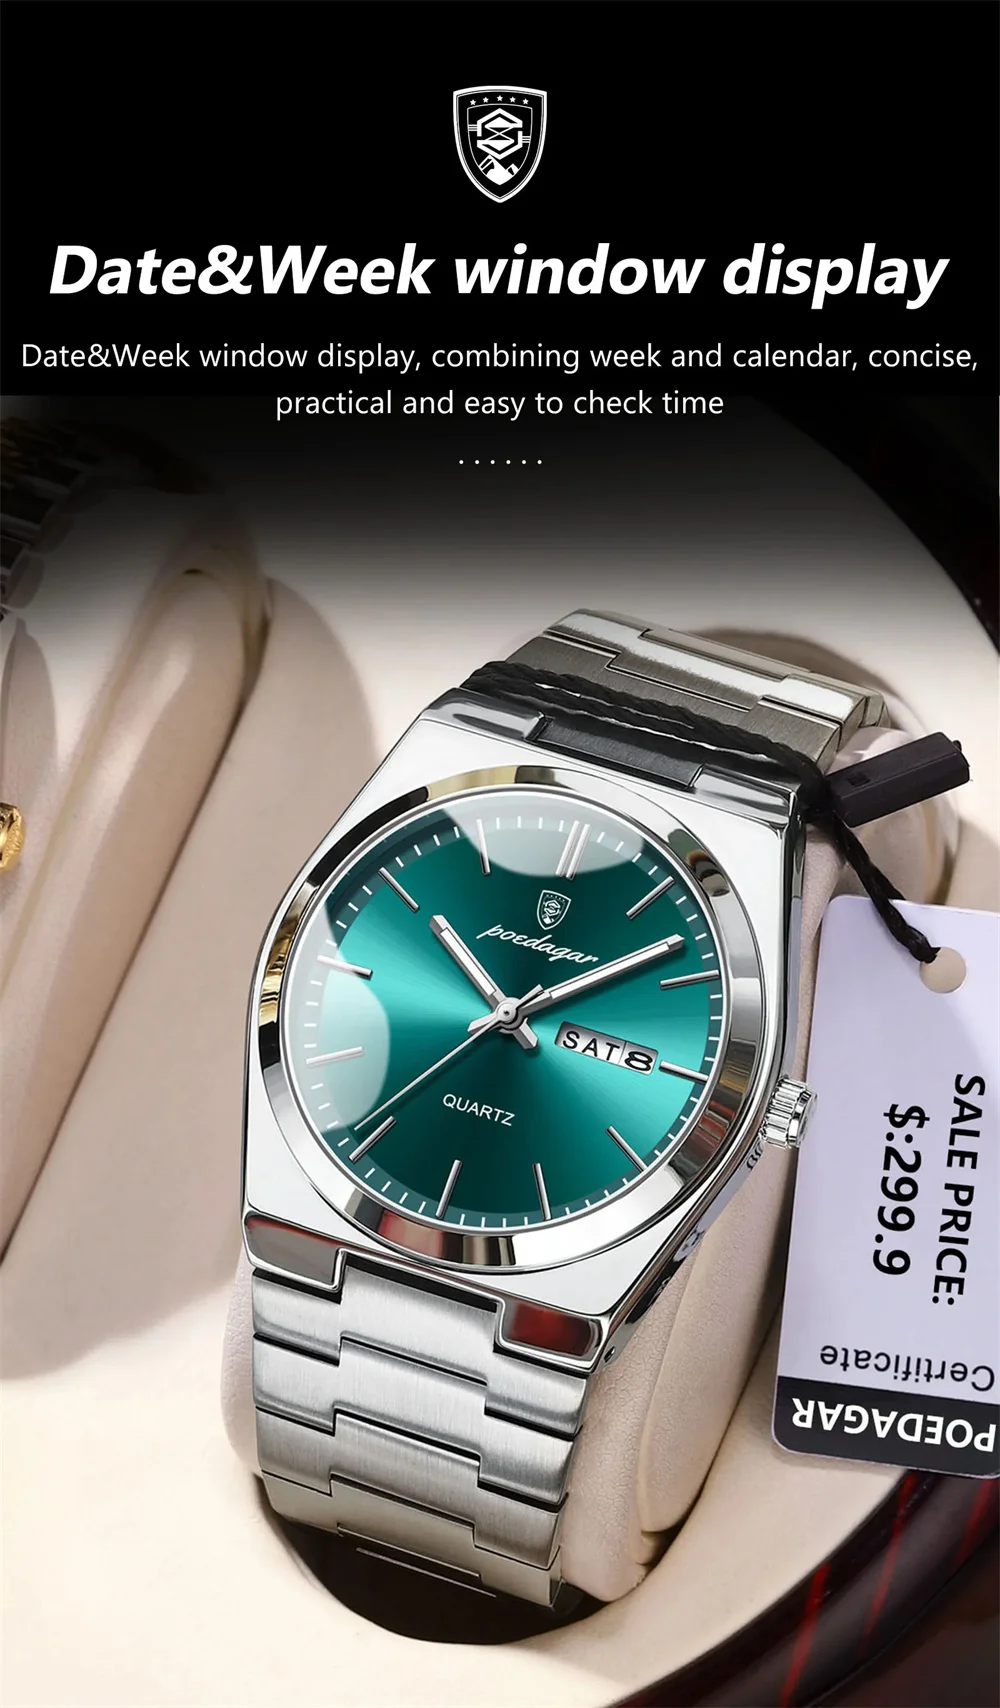 Date&Week window display
Date&Week window display, combining week and calendar, concise,
practical and easy to check time
......
poedagar
SAT 8
QUARTZ
SALE PRICE:
$:299.9
Certificate
POEDAGAR